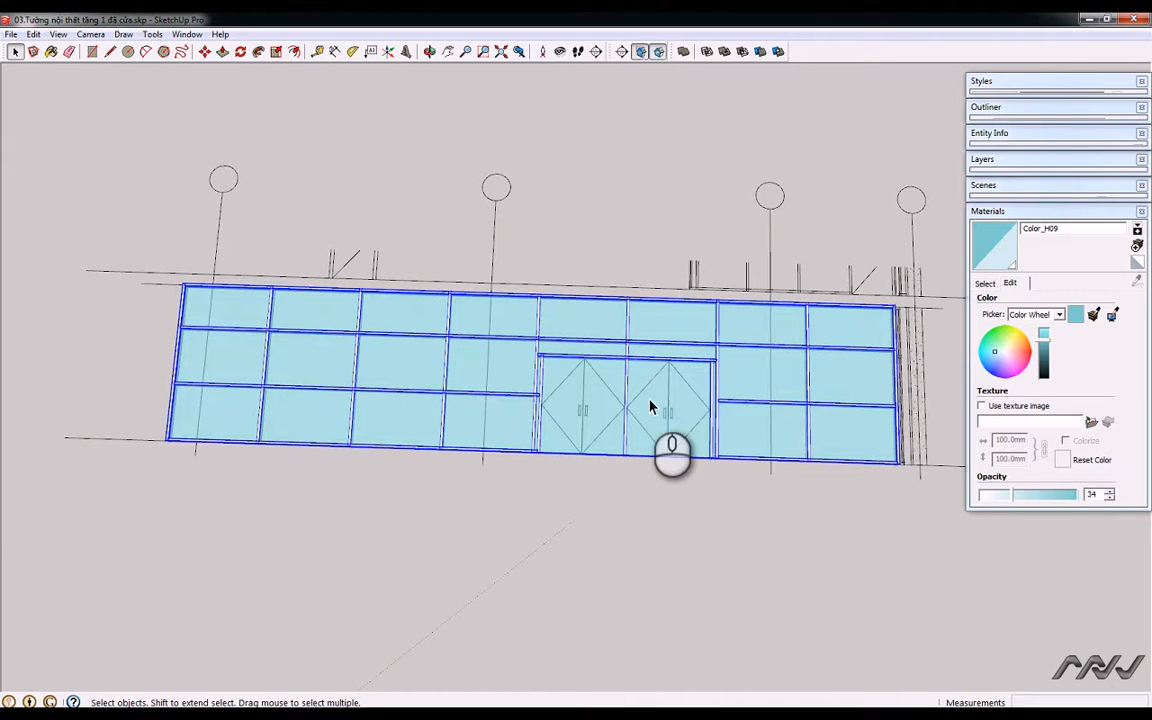 03.Tường nội thất tầng 1 đã cửa.skp - SketchUp Pro
File Edit View Camera Draw Tools Window Help
Styles
Outliner
Entity Info
Layers
Scenes
Materials
Color_H09
Select Edit
Color
Picker: Color Wheel
Texture
Use texture image
100.0mm
Colorize
100.0mm
Reset Color
Opacity
34
Select objects. Shift to extend select. Drag mouse to select multiple.
Measurements